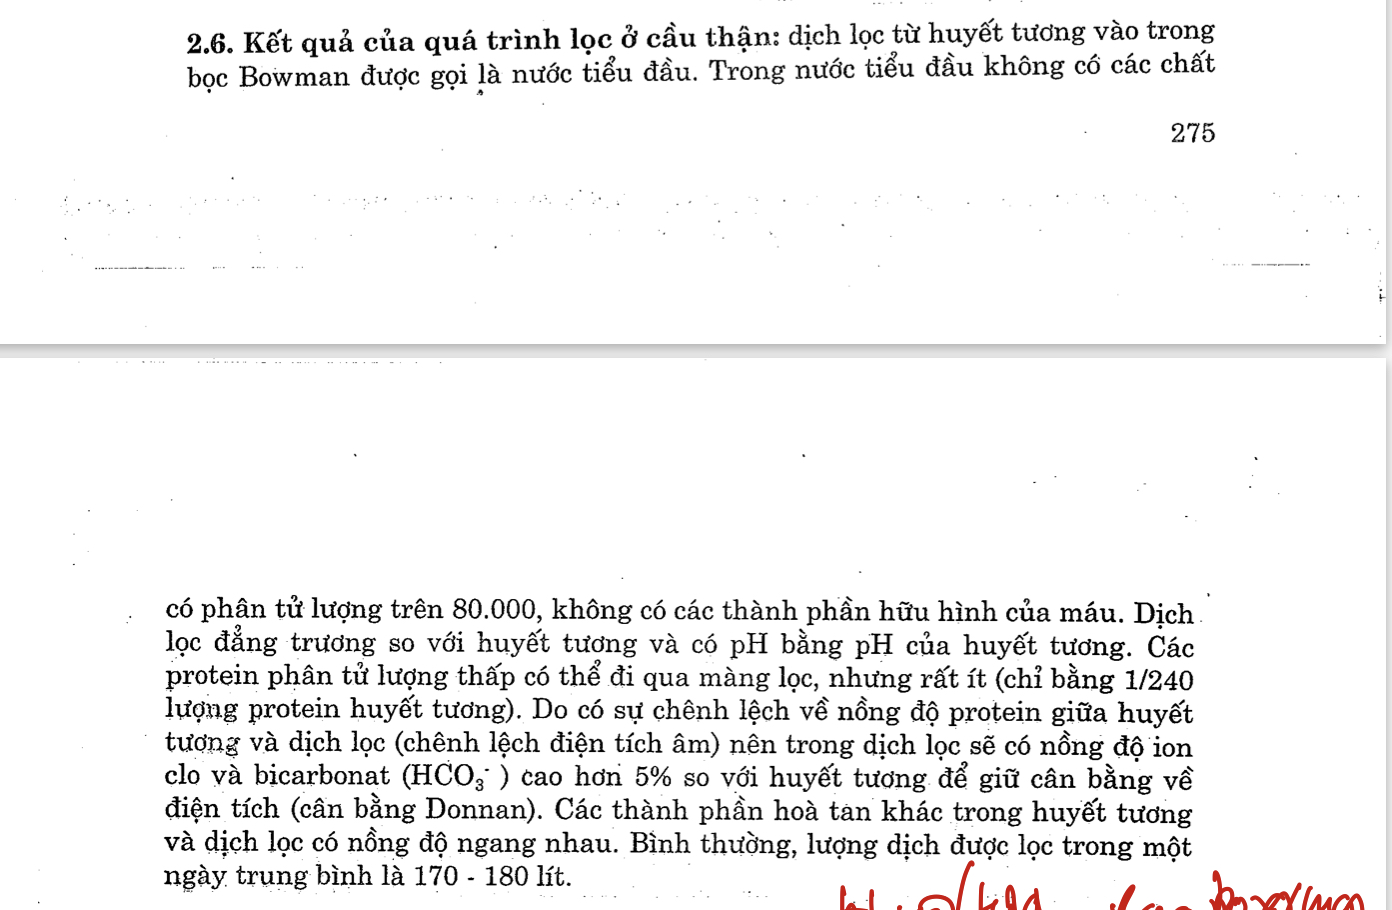 2.6. Kết quả của quá trình lọc ở cầu thận: dịch lọc từ huyết tương vào trong
bọc Bowman được gọi là nước tiểu đầu. Trong nước tiểu đầu không có các chất
275
có phân tử lượng trên 80.000, không có các thành phần hữu hình của máu. Dịch
lọc đẳng trương so với huyết tương và có pH bằng pH của huyết tương. Các
protein phân tử lượng thấp có thể đi qua màng lọc, nhưng rất ít (chỉ bằng 1/240
lượng protein huyết tương). Do có sự chênh lệch về nồng độ protein giữa huyết
tương và dịch lọc (chênh lệch điện tích âm) nên trong dịch lọc sẽ có nồng độ ion
clo và bicarbonat (HCO₃⁻ ) cao hơn 5% so với huyết tương để giữ cân bằng về
điện tích (cân bằng Donnan). Các thành phần hoà tan khác trong huyết tương
và dịch lọc có nồng độ ngang nhau. Bình thường, lượng dịch được lọc trong một
ngày trung bình là 170 - 180 lít.